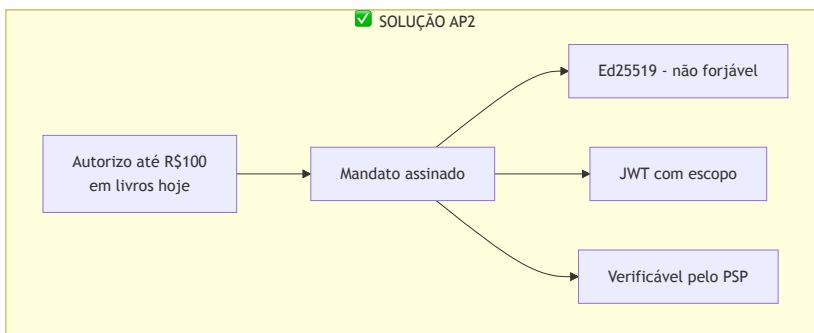 ✅ SOLUÇÃO AP2
Autorizo até R$100
em livros hoje
Mandato assinado
Ed25519 - não forjável
JWT com escopo
Verificável pelo PSP